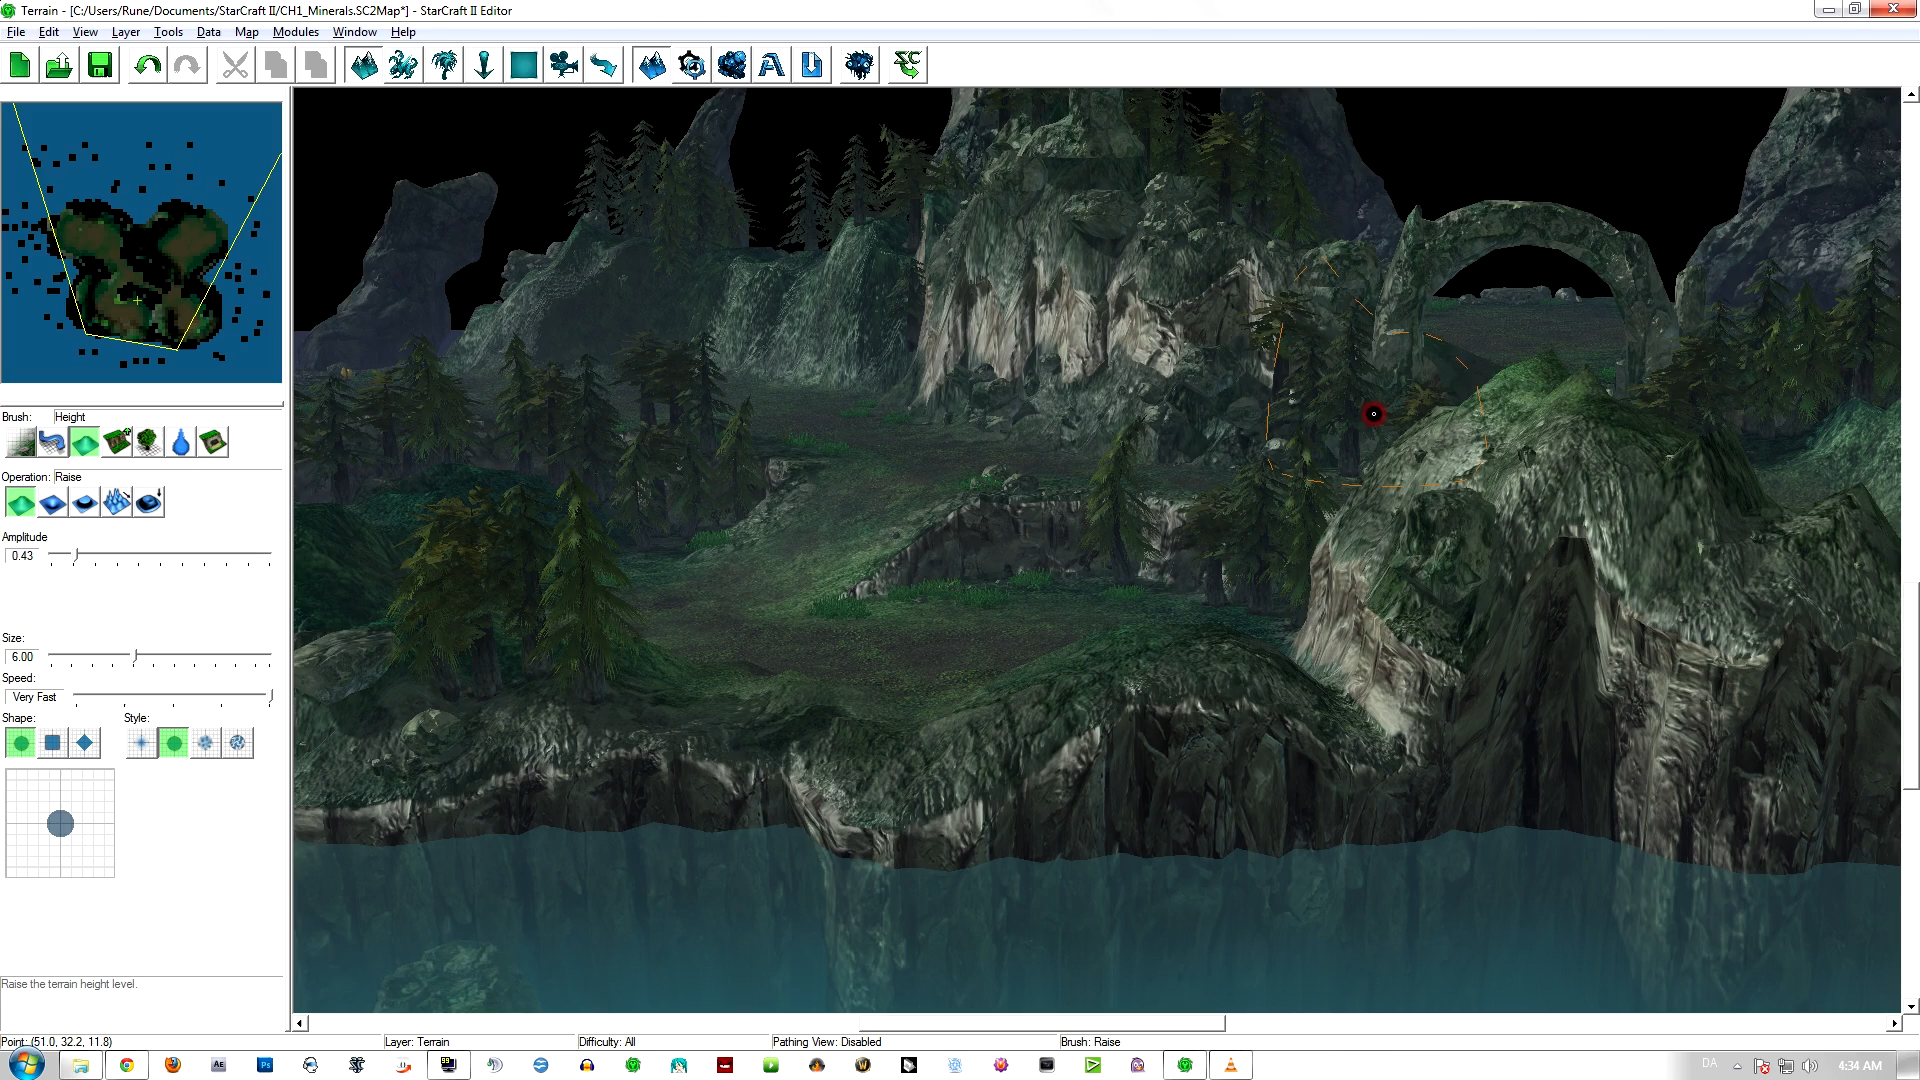 Terrain - [C:/Users/Rune/Documents/StarCraft II/CH1_Minerals.SC2Map*] - StarCraft II Editor
File Edit View Layer Tools Data Map Modules Window Help
Brush: Height
Operation: Raise
Amplitude
0.43
Size:
6.00
Speed:
Very Fast
Shape: Style:
Raise the terrain height level.
Point: (51.0, 32.2, 11.8) Layer: Terrain Difficulty: All Pathing View: Disabled Brush: Raise
AE Ps DA 4:34 AM